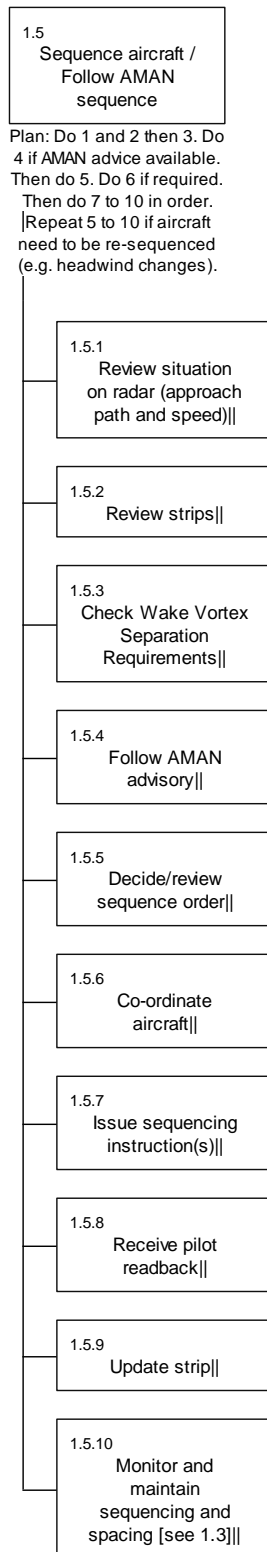 1.5
Sequence aircraft /
Follow AMAN
sequence
Plan: Do 1 and 2 then 3. Do
4 if AMAN advice available.
Then do 5. Do 6 if required.
Then do 7 to 10 in order.
Repeat 5 to 10 if aircraft
need to be re-sequenced
(e.g. headwind changes).
1.5.1
Review situation
on radar (approach
path and speed)||
1.5.2
Review strips||
1.5.3
Check Wake Vortex
Separation
Requirements||
1.5.4
Follow AMAN
advisory||
1.5.5
Decide/review
sequence order||
1.5.6
Co-ordinate
aircraft||
1.5.7
Issue sequencing
instruction(s)||
1.5.8
Receive pilot
readback||
1.5.9
Update strip||
1.5.10
Monitor and
maintain
sequencing and
spacing [see 1.3]||